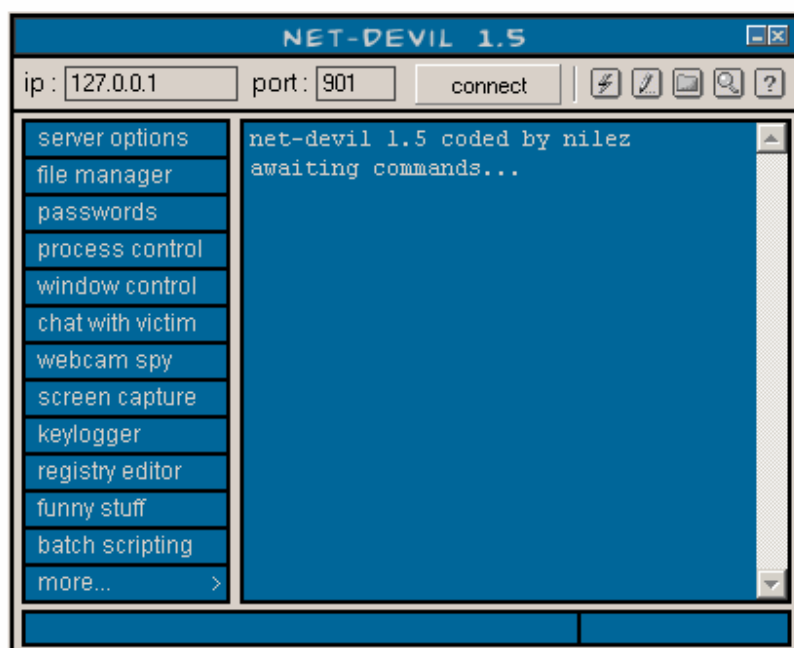 NET-DEVIL 1.5
ip : 127.0.0.1 port : 901 connect ?
server options
file manager
passwords
process control
window control
chat with victim
webcam spy
screen capture
keylogger
registry editor
funny stuff
batch scripting
more... >
net-devil 1.5 coded by nilez
awaiting commands...